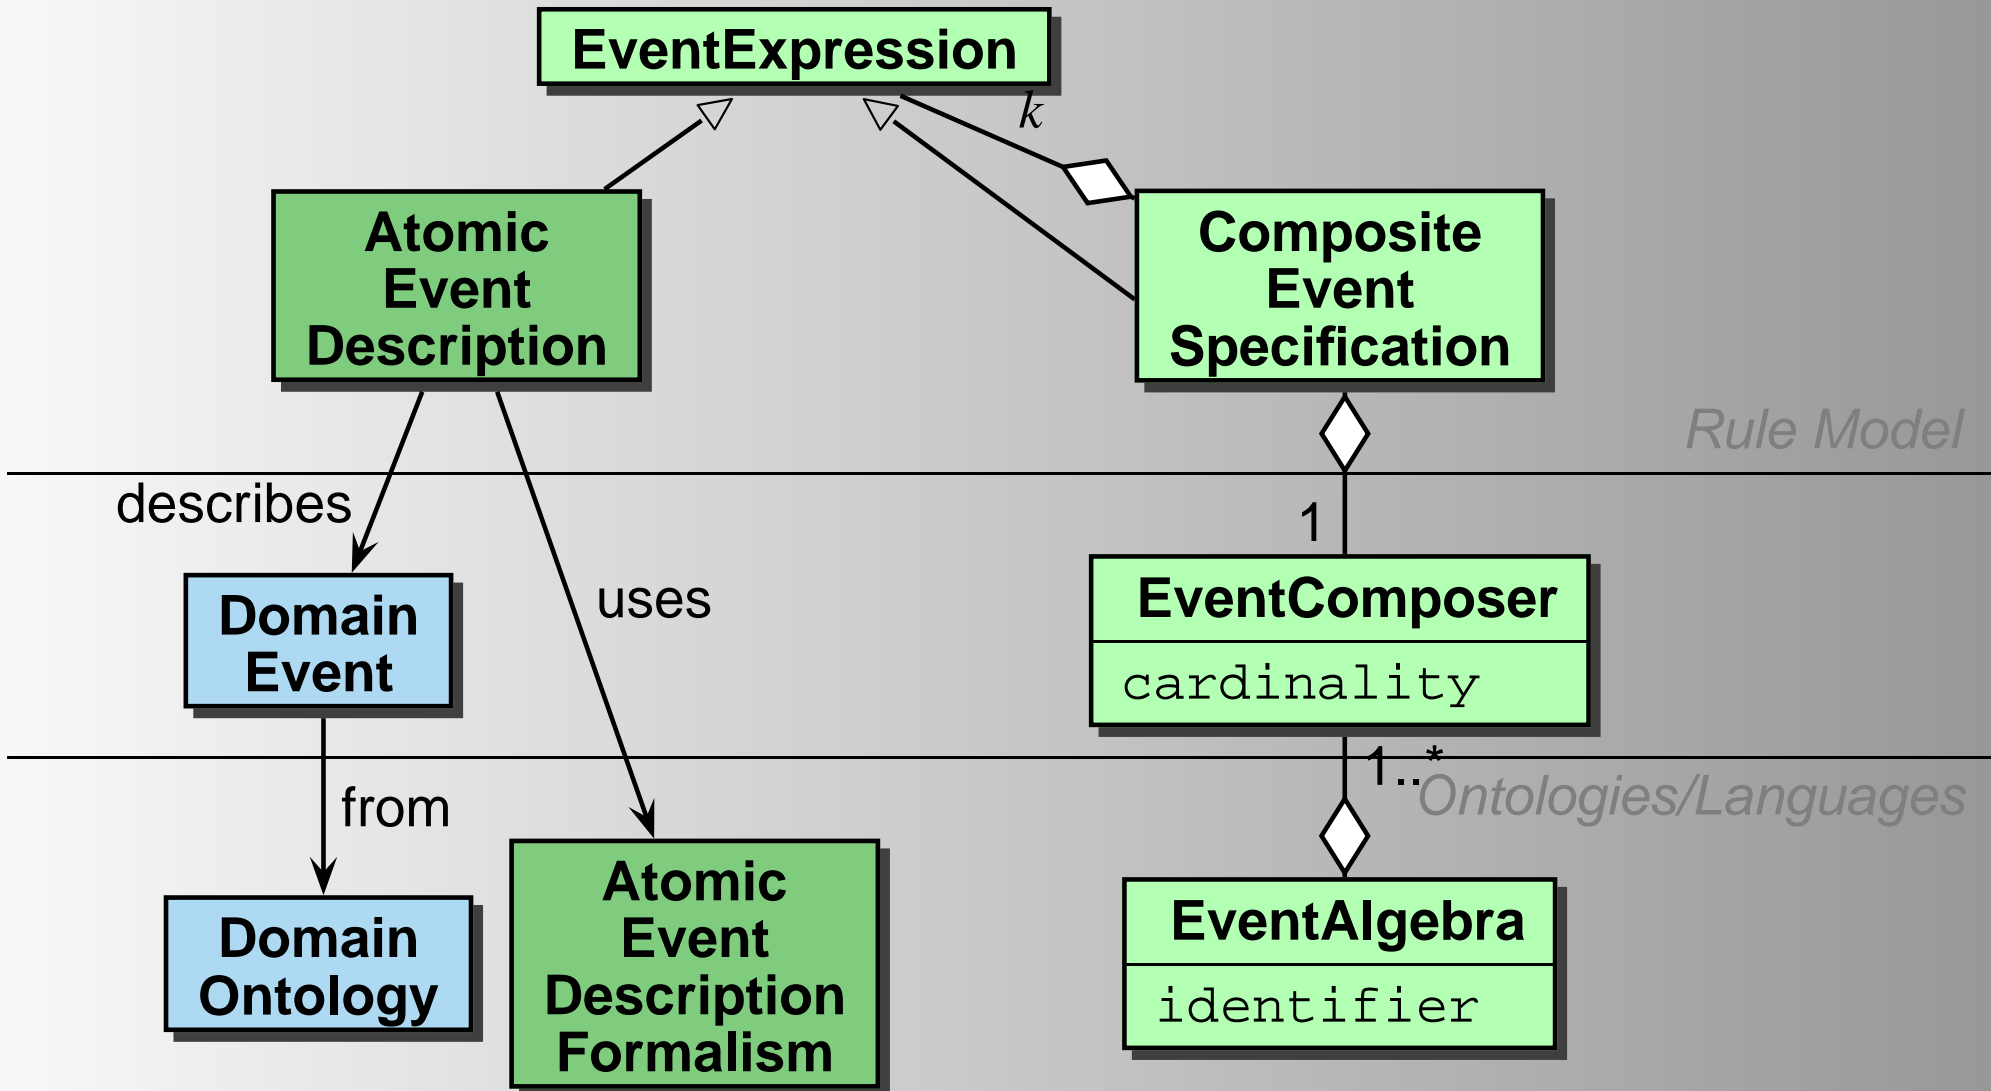 EventExpression
k
Atomic
Event
Description
Composite
Event
Specification
Rule Model
describes
1
uses
Domain
Event
EventComposer
cardinality
1..*
Ontologies/Languages
from
Domain
Ontology
Atomic
Event
Description
Formalism
EventAlgebra
identifier